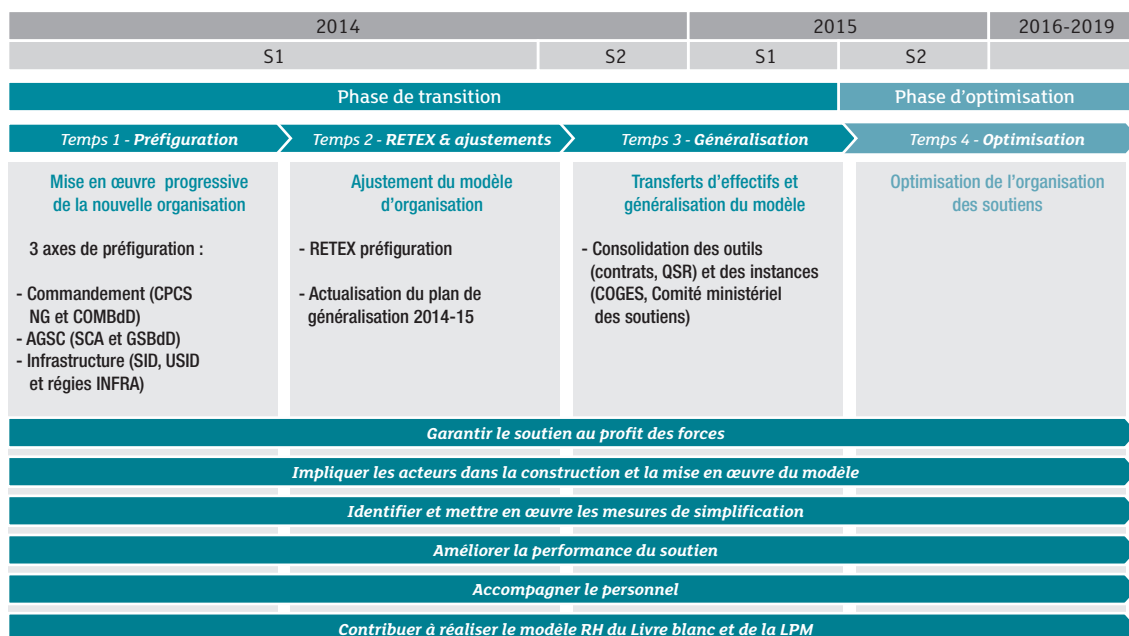 2014
2015
2016-2019
S1
S2
S1
S2
Phase de transition
Phase d'optimisation
Temps 1 - Préfiguration
Temps 2 - RETEX & ajustements
Temps 3 - Généralisation
Temps 4 - Optimisation
Mise en œuvre progressive
de la nouvelle organisation
3 axes de préfiguration :
- Commandement (CPCS
NG et COMBdD)
- AGSC (SCA et GSBdD)
- Infrastructure (SID, USID
et régies INFRA)
Ajustement du modèle
d'organisation
- RETEX préfiguration
- Actualisation du plan de
généralisation 2014-15
Transferts d'effectifs et
généralisation du modèle
- Consolidation des outils
(contrats, QSR) et des instances
(COGES, Comité ministériel
des soutiens)
Optimisation de l'organisation
des soutiens
Garantir le soutien au profit des forces
Impliquer les acteurs dans la construction et la mise en œuvre du modèle
Identifier et mettre en œuvre les mesures de simplification
Améliorer la performance du soutien
Accompagner le personnel
Contribuer à réaliser le modèle RH du Livre blanc et de la LPM